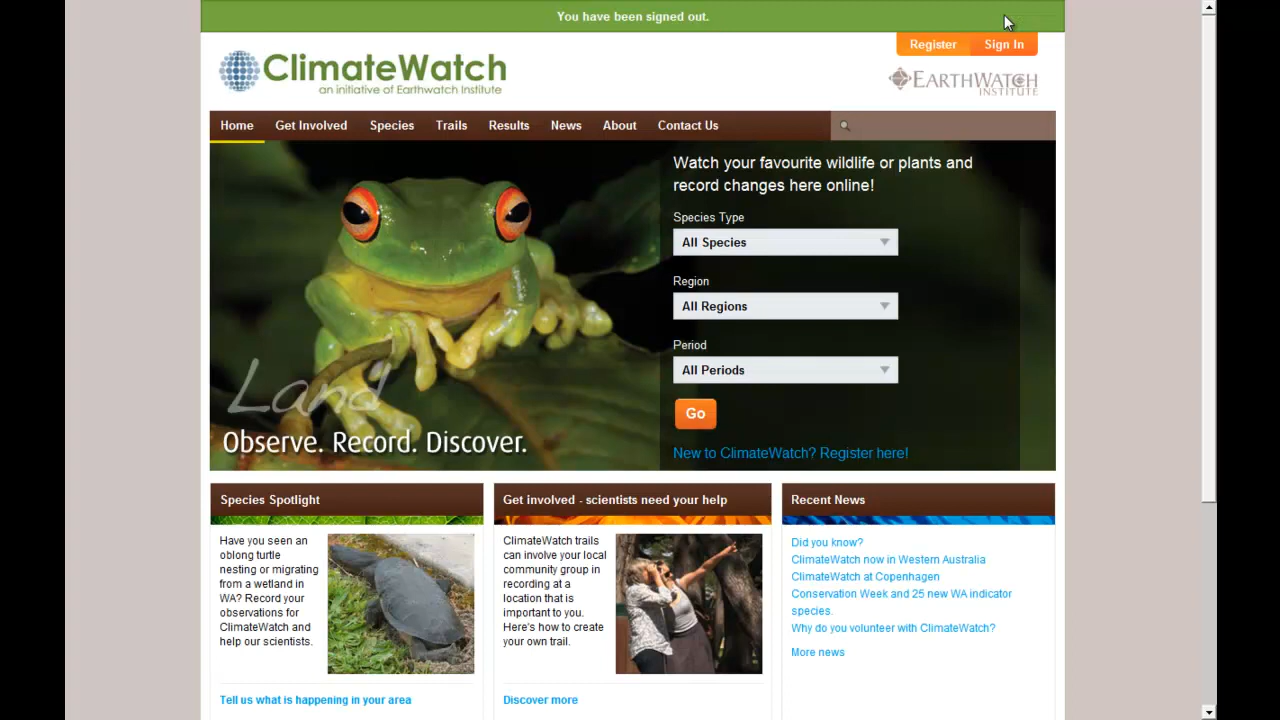 You have been signed out.
Register Sign In
ClimateWatch
an initiative of Earthwatch Institute
EARTHWATCH
INSTITUTE
Home Get Involved Species Trails Results News About Contact Us
Watch your favourite wildlife or plants and
record changes here online!
Species Type
All Species
Region
All Regions
Period
All Periods
Go
New to ClimateWatch? Register here!
Land
Observe. Record. Discover.
Species Spotlight
Have you seen an
oblong turtle
nesting or migrating
from a wetland in
WA? Record your
observations for
ClimateWatch and
help our scientists.
Tell us what is happening in your area
Get involved - scientists need your help
ClimateWatch trails
can involve your local
community group in
recording at a
location that is
important to you.
Here's how to create
your own trail.
Discover more
Recent News
Did you know?
ClimateWatch now in Western Australia
ClimateWatch at Copenhagen
Conservation Week and 25 new WA indicator
species.
Why do you volunteer with ClimateWatch?
More news